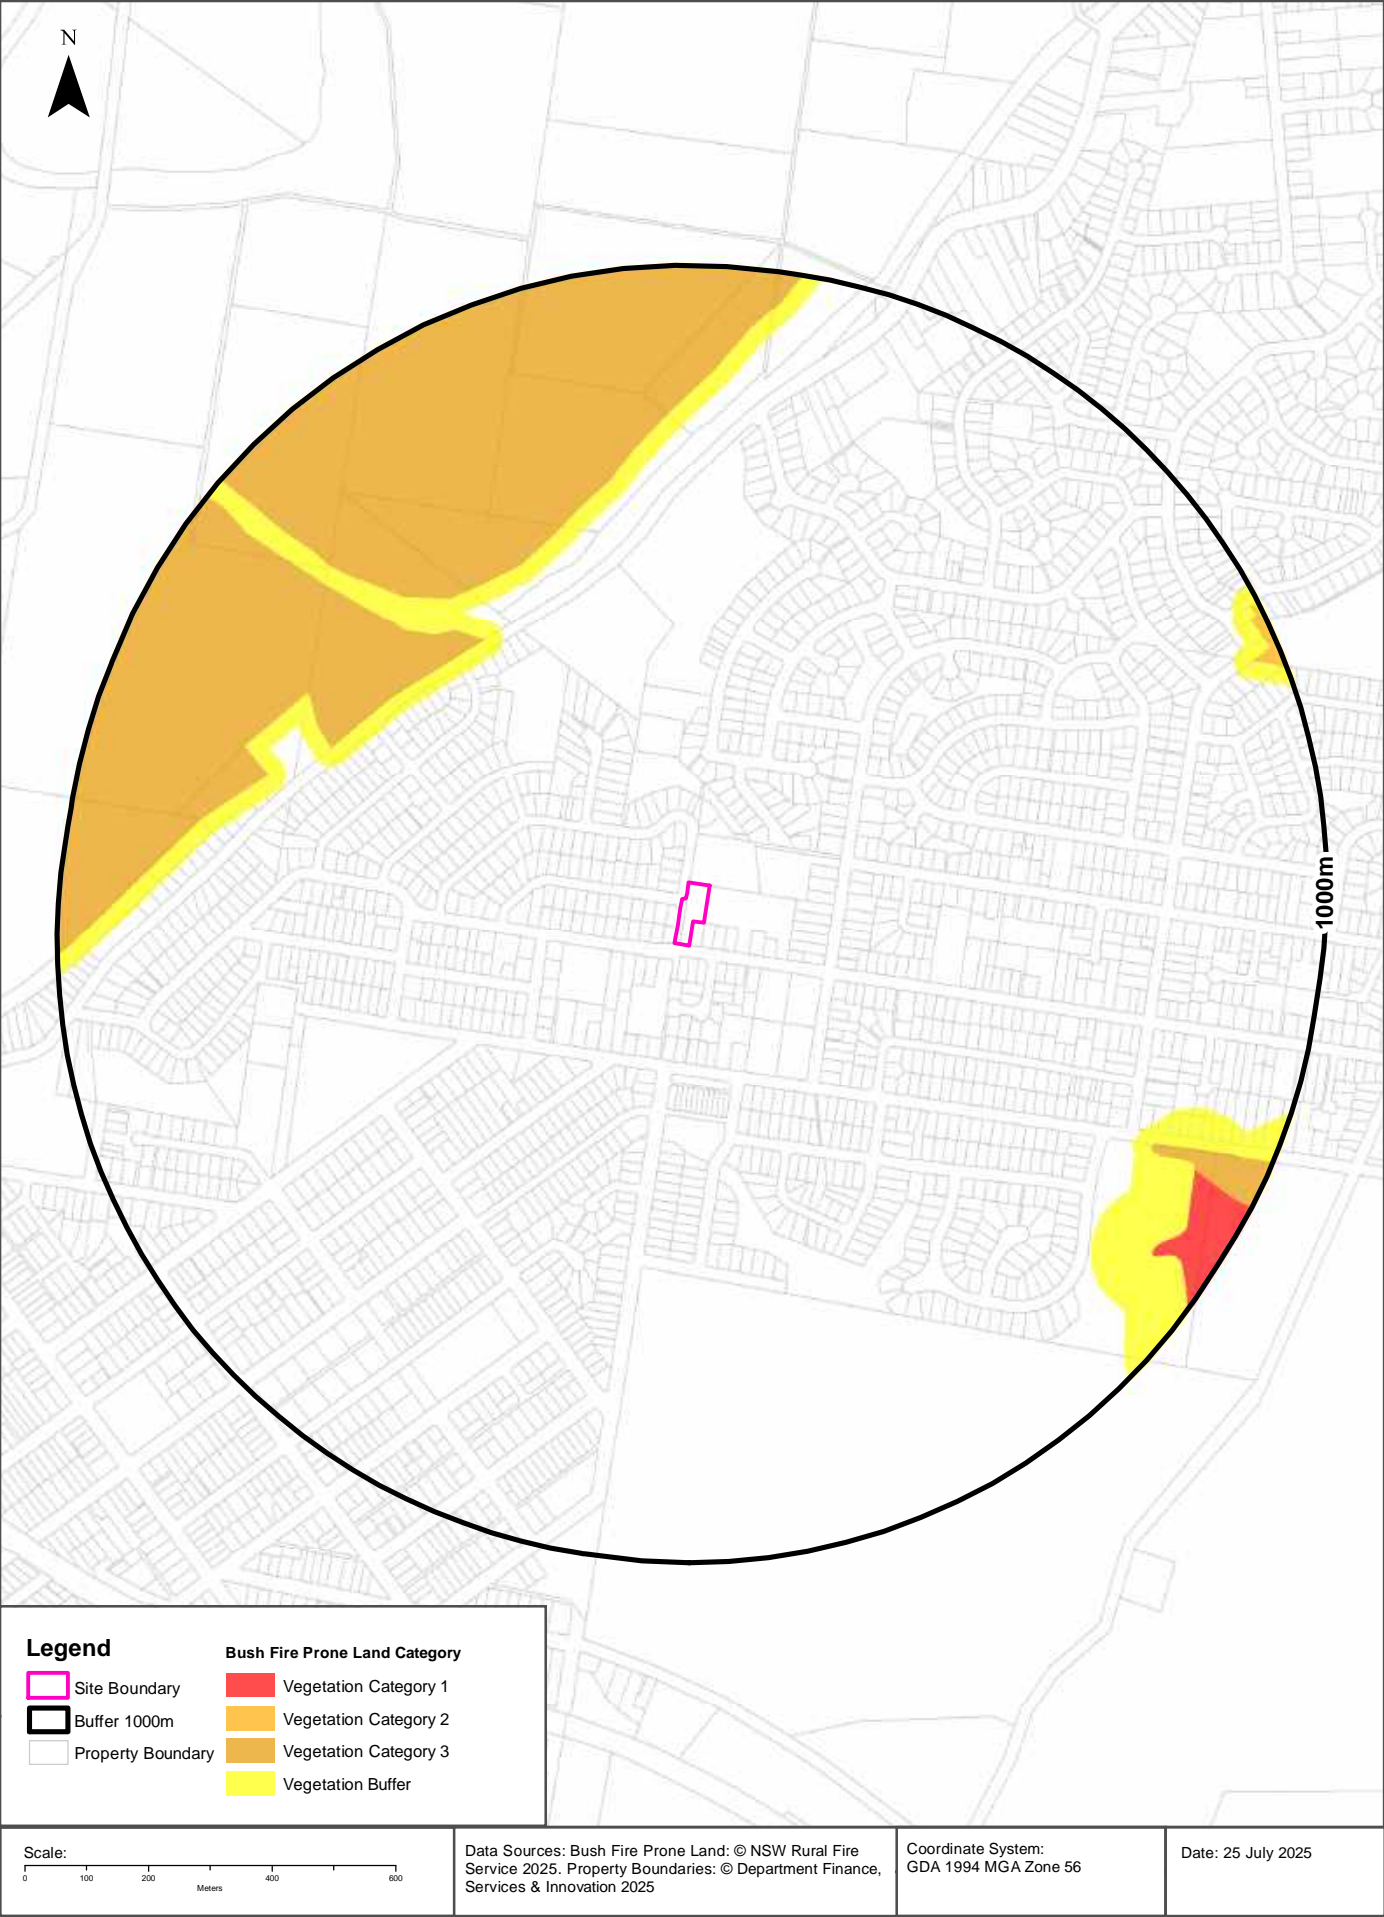 N
1000m
Legend
Site Boundary
Buffer 1000m
Property Boundary
Bush Fire Prone Land Category
Vegetation Category 1
Vegetation Category 2
Vegetation Category 3
Vegetation Buffer
Scale:
0 100 200 400 600
Meters
Data Sources: Bush Fire Prone Land: © NSW Rural Fire
Service 2025. Property Boundaries: © Department Finance,
Services & Innovation 2025
Coordinate System:
GDA 1994 MGA Zone 56
Date: 25 July 2025